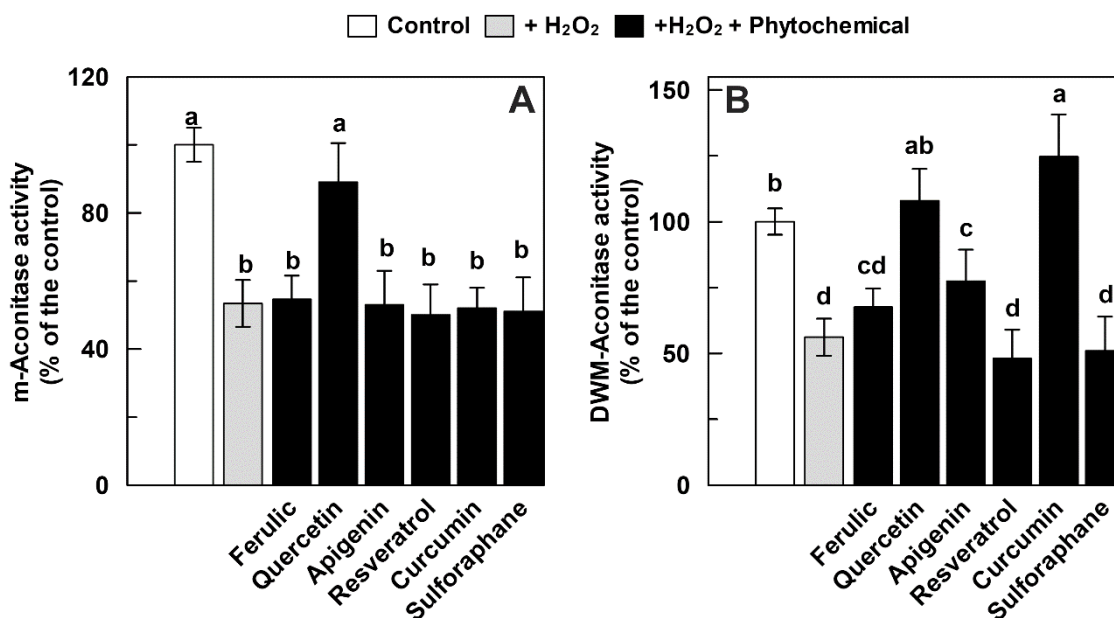 Control + H₂O₂ +H₂O₂ + Phytochemical
A
m-Aconitase activity
(% of the control)
120
80
40
0
a
b
b
a
b
b
b
b
Ferulic
Quercetin
Apigenin
Resveratrol
Curcumin
Sulforaphane
B
DWM-Aconitase activity
(% of the control)
150
100
50
0
b
d
cd
ab
c
d
a
d
Ferulic
Quercetin
Apigenin
Resveratrol
Curcumin
Sulforaphane